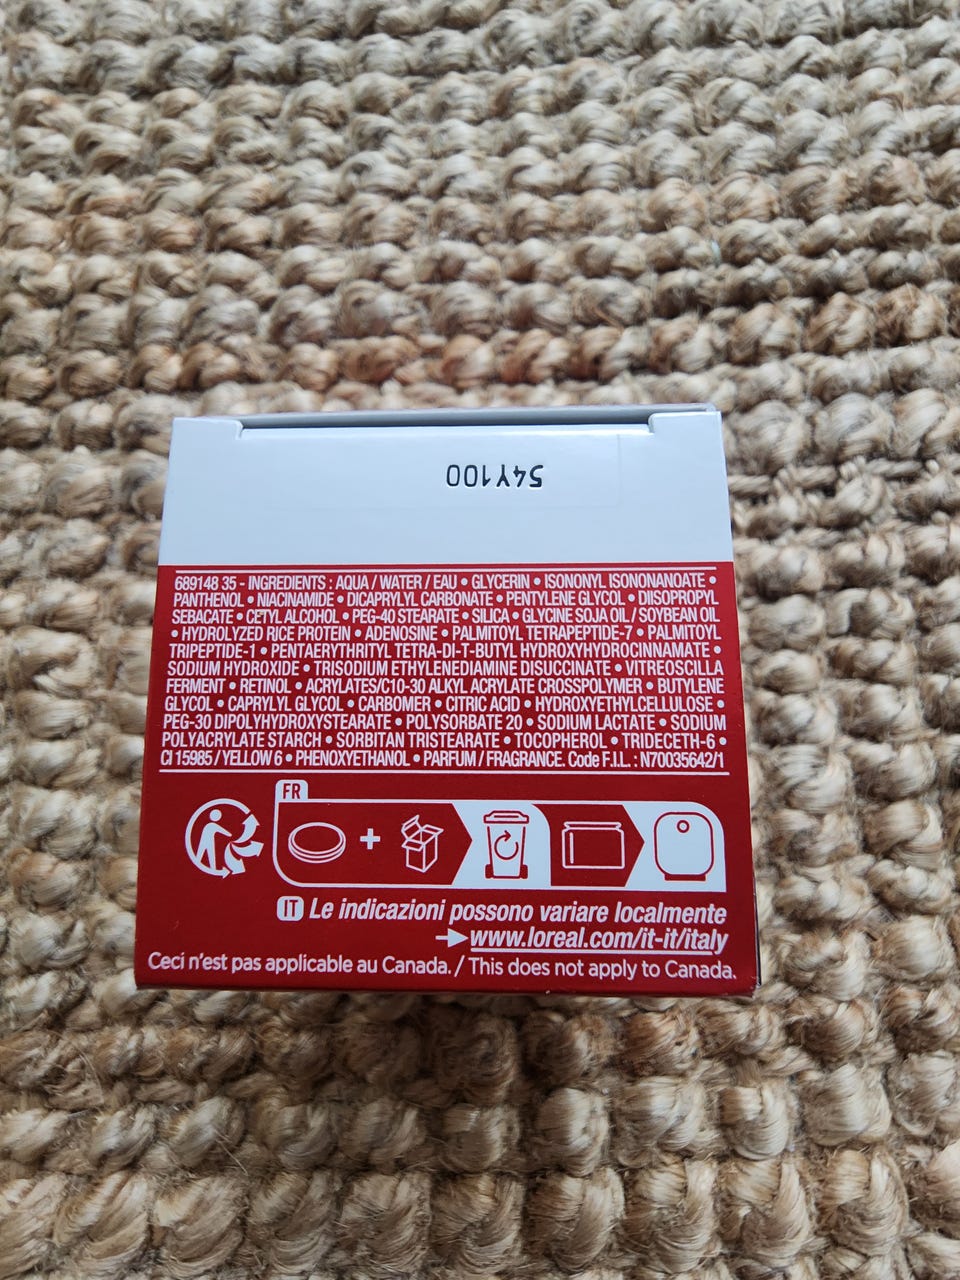 54Y100
689148 35 - INGREDIENTS : AQUA / WATER / EAU • GLYCERIN • ISONONYL ISONONANOATE •
PANTHENOL • NIACINAMIDE • DICAPRYLYL CARBONATE • PENTYLENE GLYCOL • DIISOPROPYL
SEBACATE • CETYL ALCOHOL • PEG-40 STEARATE • SILICA • GLYCINE SOJA OIL / SOYBEAN OIL
• HYDROLYZED RICE PROTEIN • ADENOSINE • PALMITOYL TETRAPEPTIDE-7 • PALMITOYL
TRIPEPTIDE-1 • PENTAERYTHRITYL TETRA-DI-T-BUTYL HYDROXYHYDROCINNAMATE •
SODIUM HYDROXIDE • TRISODIUM ETHYLENEDIAMINE DISUCCINATE • VITREOSCILLA
FERMENT • RETINOL • ACRYLATES/C10-30 ALKYL ACRYLATE CROSSPOLYMER • BUTYLENE
GLYCOL • CAPRYLYL GLYCOL • CARBOMER • CITRIC ACID • HYDROXYETHYLCELLULOSE •
PEG-30 DIPOLYHYDROXYSTEARATE • POLYSORBATE 20 • SODIUM LACTATE • SODIUM
POLYACRYLATE STARCH • SORBITAN TRISTEARATE • TOCOPHEROL • TRIDECETH-6 •
CI 15985 / YELLOW 6 • PHENOXYETHANOL • PARFUM / FRAGRANCE. Code F.I.L. : N70035642/1
FR
IT Le indicazioni possono variare localmente
www.loreal.com/it-it/italy
Ceci n'est pas applicable au Canada. / This does not apply to Canada.